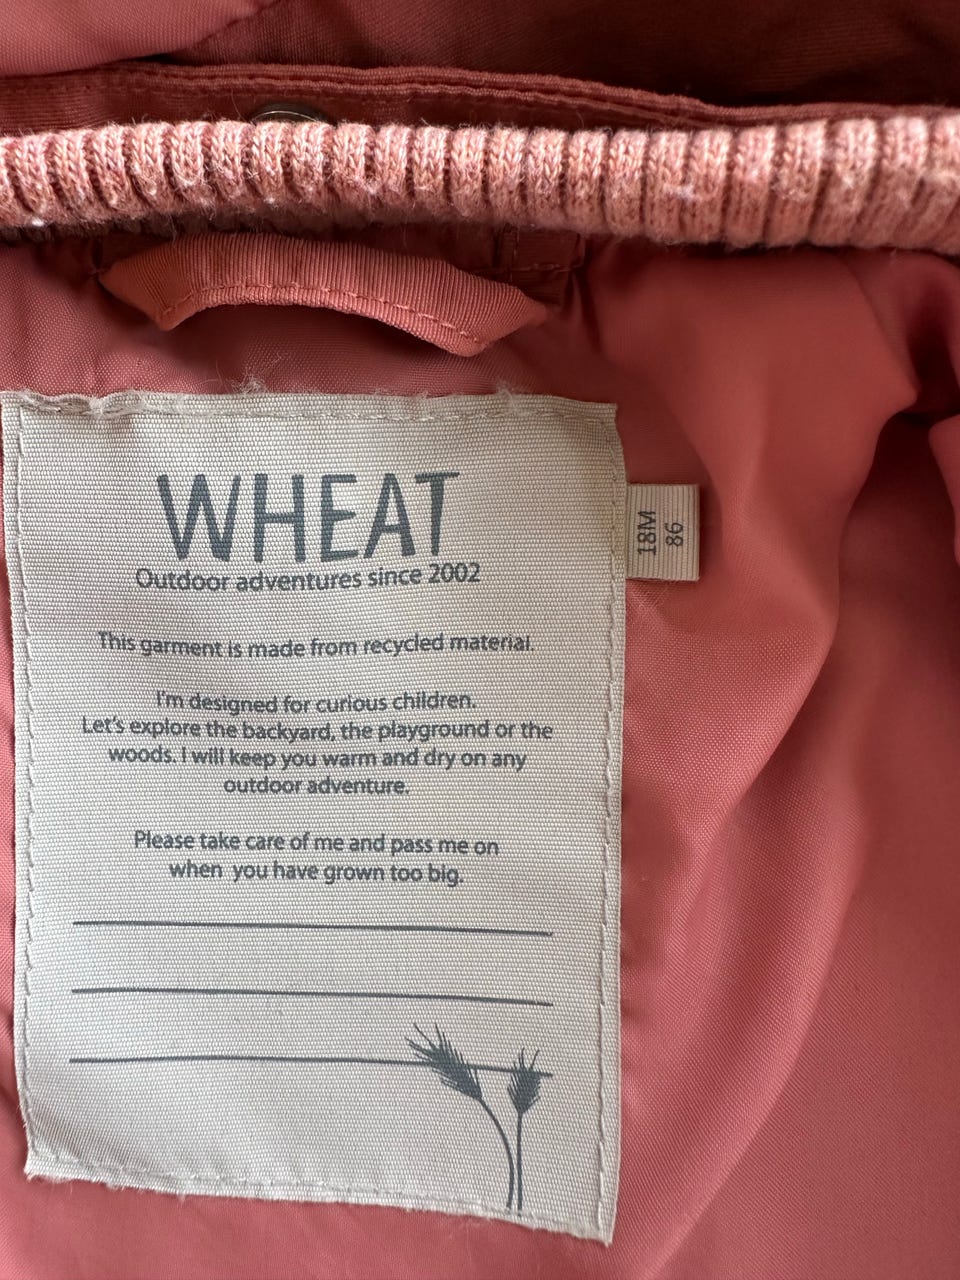 WHEAT
Outdoor adventures since 2002
This garment is made from recycled material.
I'm designed for curious children.
Let's explore the backyard, the playground or the
woods. I will keep you warm and dry on any
outdoor adventure.
Please take care of me and pass me on
when you have grown too big.
18M
86